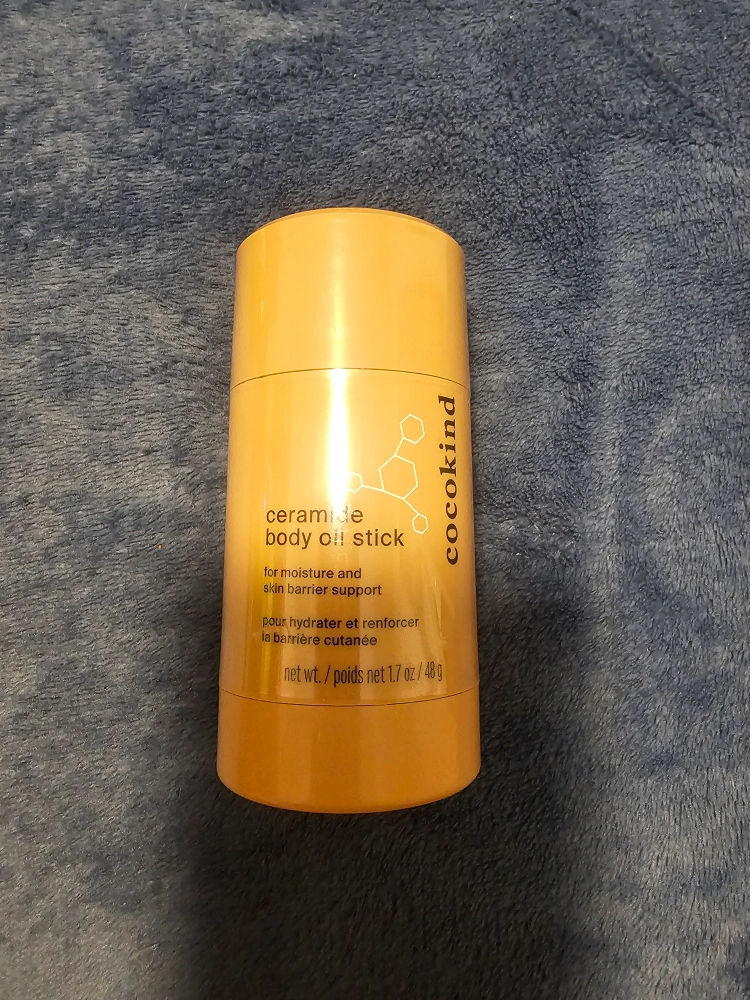 cocokind
ceramide
body oil stick
for moisture and
skin barrier support
pour hydrater et renforcer
la barrière cutanée
net wt. / poids net 1.7 oz / 48 g